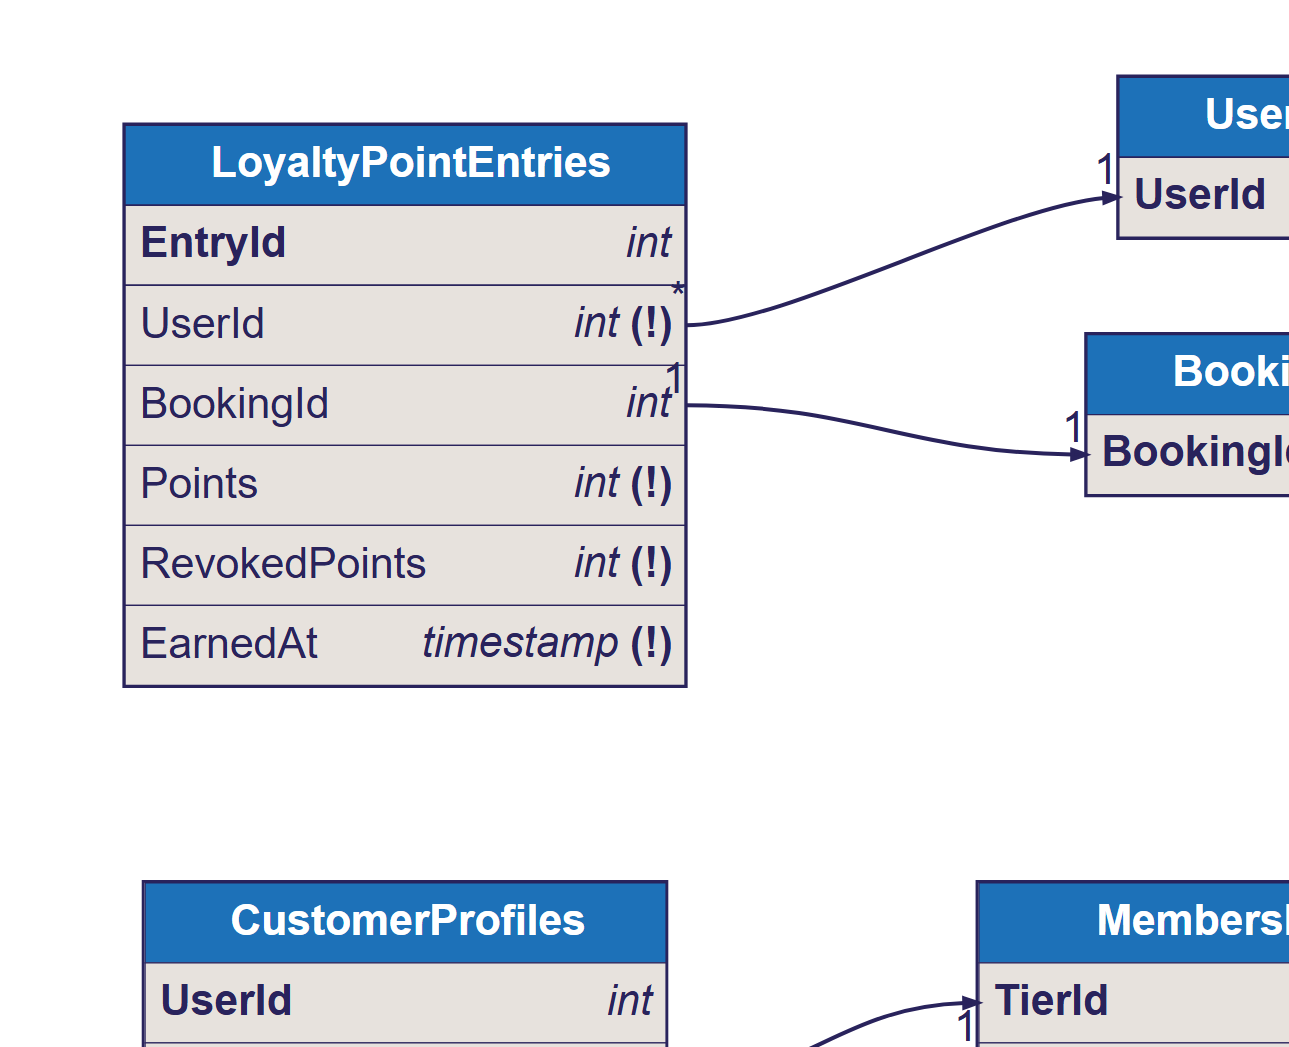 LoyaltyPointEntries
EntryId int
UserId int (!)
*
BookingId int
1
Points int (!)
RevokedPoints int (!)
EarnedAt timestamp (!)
1
UserId
1
CustomerProfiles
UserId int
TierId
1